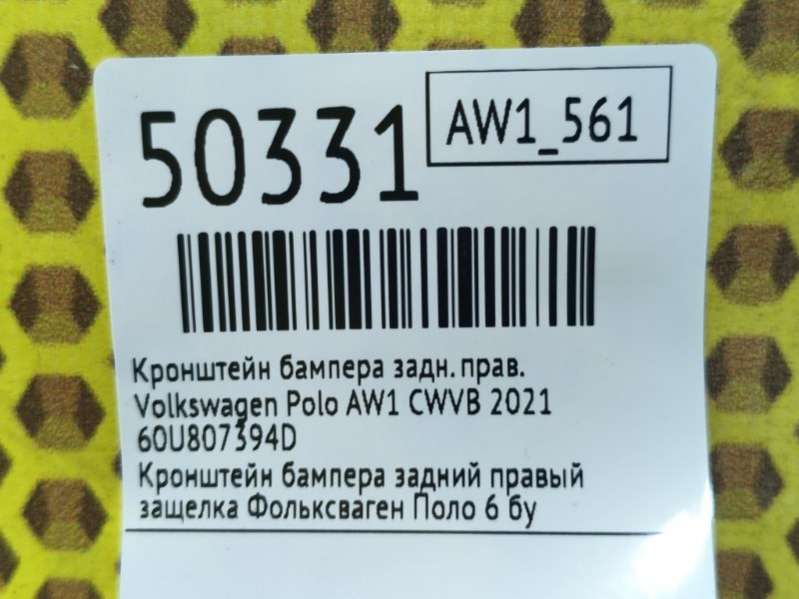 50331
AW1_561
Кронштейн бампера задн. прав.
Volkswagen Polo AW1 CWVB 2021
60U807394D
Кронштейн бампера задний правый
защелка Фольксваген Поло 6 бу